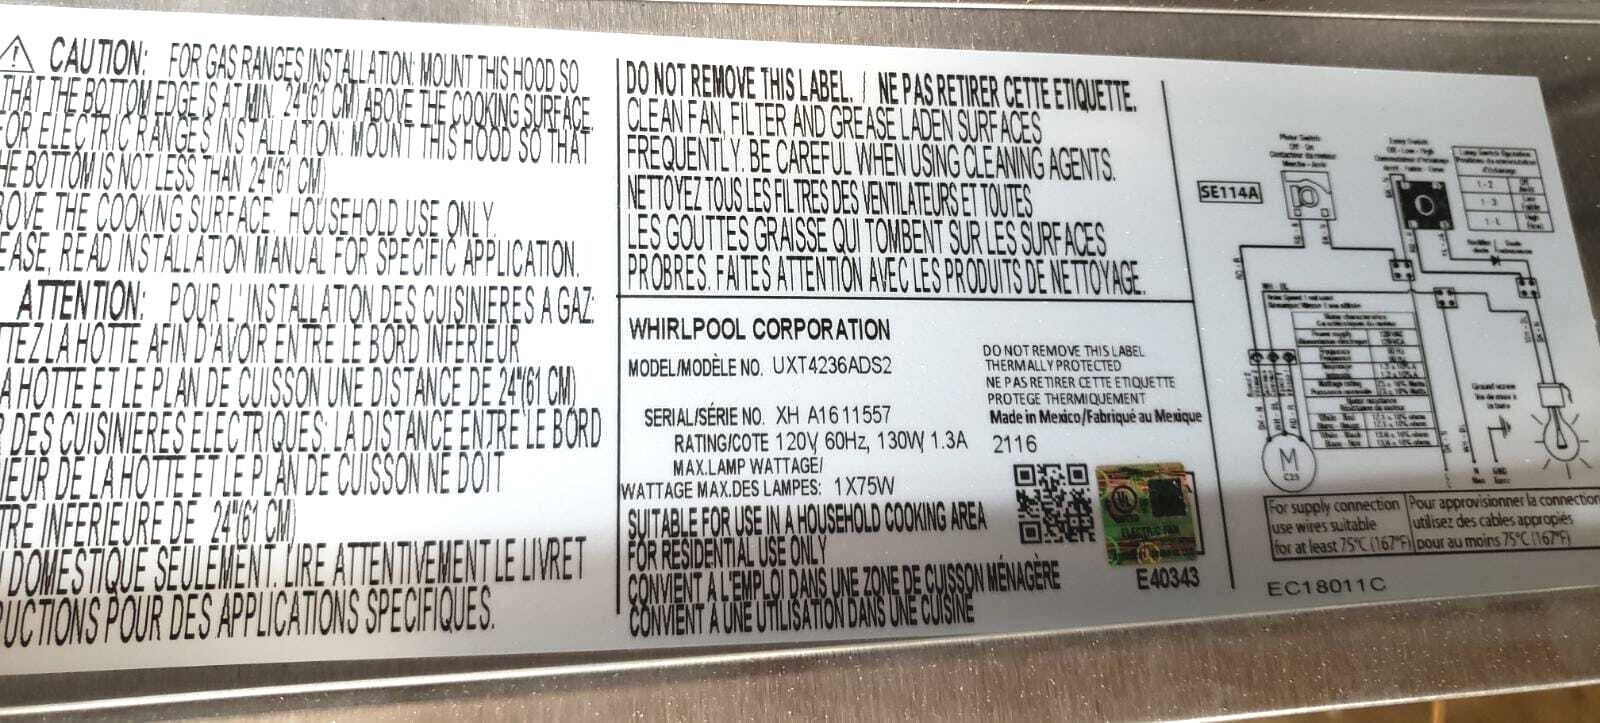 CAUTION: FOR GAS RANGES INSTALLATION: MOUNT THIS HOOD SO
THAT THE BOTTOM EDGE IS AT MIN. 24"(61 CM) ABOVE THE COOKING SURFACE.
FOR ELECTRIC RANGES INSTALLATION: MOUNT THIS HOOD SO THAT
HE BOTTOM IS NOT LESS THAN 24"(61 CM)
BOVE THE COOKING SURFACE. HOUSEHOLD USE ONLY.
EASE, READ INSTALLATION MANUAL FOR SPECIFIC APPLICATION.
ATTENTION: POUR L'INSTALLATION DES CUISINIERES A GAZ:
TEZ LA HOTTE AFIN D'AVOIR ENTRE LE BORD INFERIEUR
A HOTTE ET LE PLAN DE CUISSON UNE DISTANCE DE 24"(61 CM)
DES CUISINIERES ELECTRIQUES: LA DISTANCE ENTRE LE BORD
IEUR DE LA HOTTE ET LE PLAN DE CUISSON NE DOIT
TRE INFERIEURE DE 24"(61 CM)
DOMESTIQUE SEULEMENT. LIRE ATTENTIVEMENT LE LIVRET
UCTIONS POUR DES APPLICATIONS SPECIFIQUES.
DO NOT REMOVE THIS LABEL. / NE PAS RETIRER CETTE ETIQUETTE.
CLEAN FAN, FILTER AND GREASE LADEN SURFACES
FREQUENTLY. BE CAREFUL WHEN USING CLEANING AGENTS.
NETTOYEZ TOUS LES FILTRES DES VENTILATEURS ET TOUTES
LES GOUTTES GRAISSE QUI TOMBENT SUR LES SURFACES
PROBRES. FAITES ATTENTION AVEC LES PRODUITS DE NETTOYAGE.
WHIRLPOOL CORPORATION
MODEL/MODÈLE NO. UXT4236ADS2
SERIAL/SÉRIE NO. XH A1611557
RATING/COTE 120V, 60Hz, 130W, 1.3A
MAX.LAMP WATTAGE/
WATTAGE MAX.DES LAMPES: 1X75W
SUITABLE FOR USE IN A HOUSEHOLD COOKING AREA
FOR RESIDENTIAL USE ONLY
CONVIENT A L'EMPLOI DANS UNE ZONE DE CUISSON MÉNAGÈRE
CONVIENT A UNE UTILISATION DANS UNE CUISINE
DO NOT REMOVE THIS LABEL
THERMALLY PROTECTED
NE PAS RETIRER CETTE ETIQUETTE
PROTEGE THERMIQUEMENT
Made in Mexico/Fabriqué au Mexique
2116
UL
E40343
SE114A
Motor Switch
Off - On
1 - 2
1 - 3
1 - L
M
C25
For supply connection
use wires suitable
for at least 75°C (167°F)
Pour approvisionner la connection
utilisez des cables appropiés
pour au moins 75°C (167°F)
EC18011C